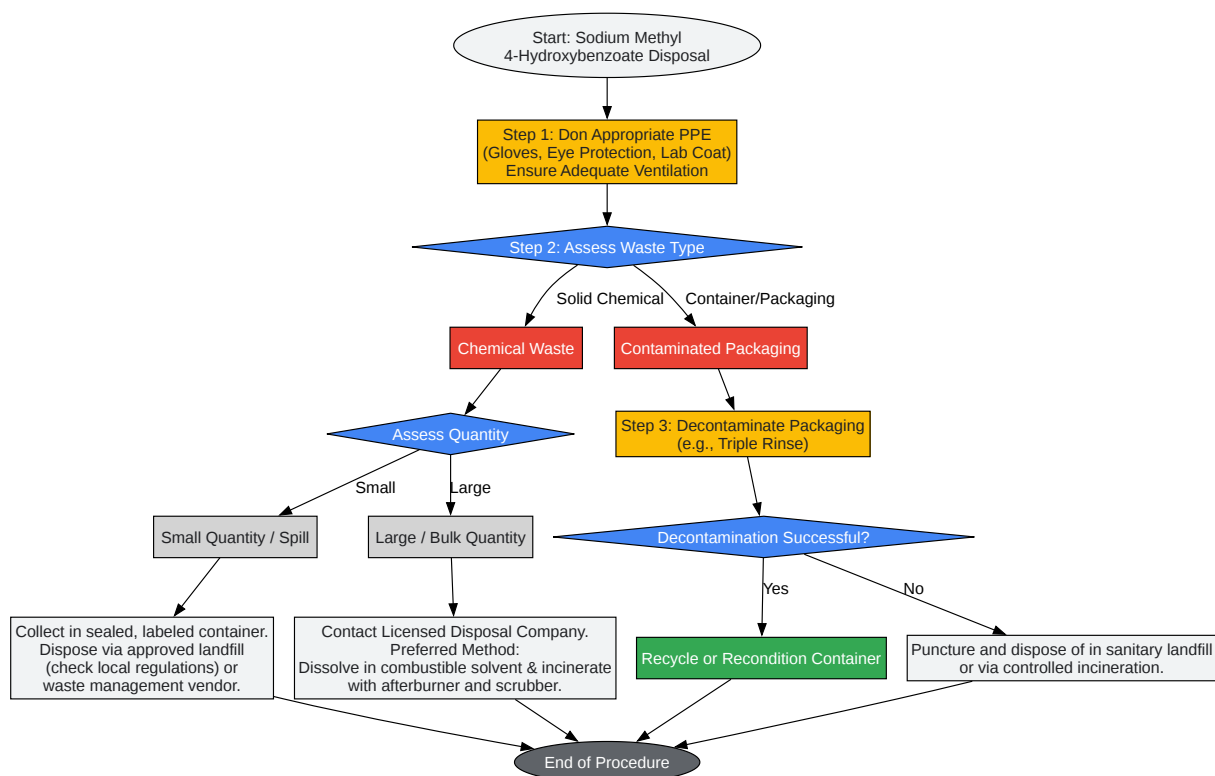 Start: Sodium Methyl
4-Hydroxybenzoate Disposal
Step 1: Don Appropriate PPE
(Gloves, Eye Protection, Lab Coat)
Ensure Adequate Ventilation
Step 2: Assess Waste Type
Solid Chemical
Container/Packaging
Chemical Waste
Contaminated Packaging
Assess Quantity
Step 3: Decontaminate Packaging
(e.g., Triple Rinse)
Small
Large
Small Quantity / Spill
Large / Bulk Quantity
Decontamination Successful?
Yes
No
Collect in sealed, labeled container.
Dispose via approved landfill
(check local regulations) or
waste management vendor.
Contact Licensed Disposal Company.
Preferred Method:
Dissolve in combustible solvent & incinerate
with afterburner and scrubber.
Recycle or Recondition Container
Puncture and dispose of in sanitary landfill
or via controlled incineration.
End of Procedure